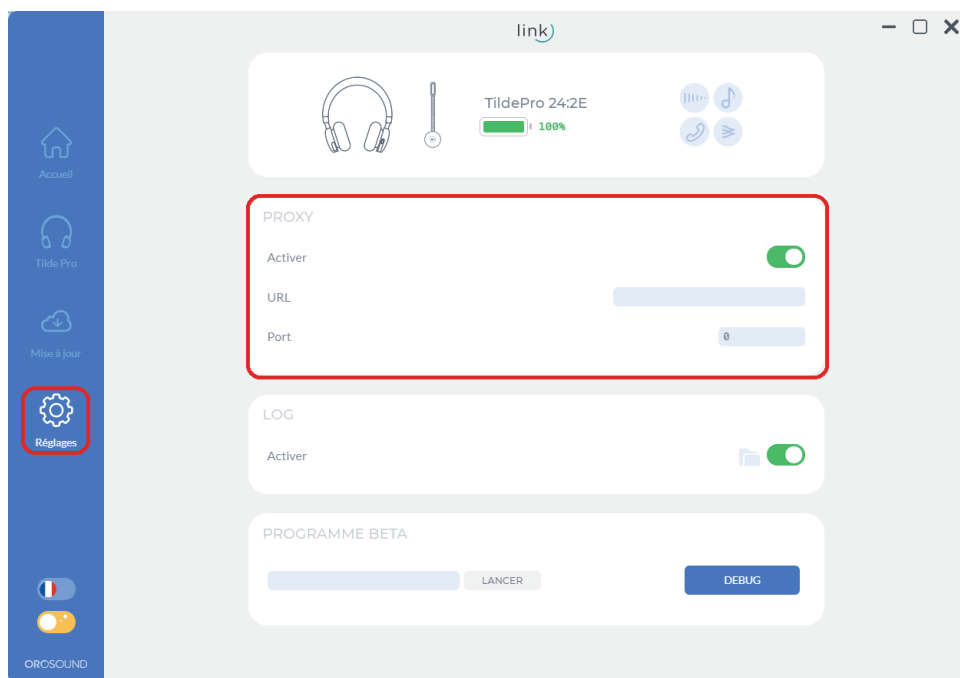 link
TildePro 24:2E
100%
Accueil
Tilde Pro
Mise à jour
Réglages
OROSOUND
PROXY
Activer
URL
Port
0
LOG
Activer
PROGRAMME BETA
LANCER
DEBUG